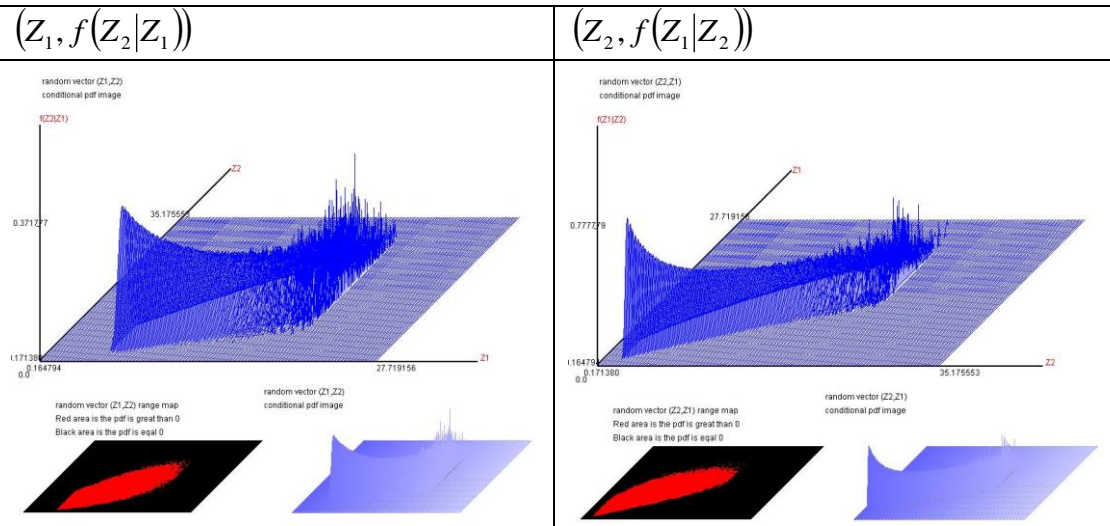 (Z₁, f(Z₂|Z₁))
random vector (Z1,Z2)
conditional pdf image
f(Z2|Z1)
Z2
35.175553
0.371777
0.171380
0.164794
0.0
27.719156
Z1
random vector (Z1,Z2) range map
Red area is the pdf is great than 0
Black area is the pdf is eqal 0
random vector (Z1,Z2)
conditional pdf image
(Z₂, f(Z₁|Z₂))
random vector (Z2,Z1)
conditional pdf image
f(Z1|Z2)
Z1
27.719156
0.777779
0.164794
0.171380
0.0
35.175553
Z2
random vector (Z2,Z1) range map
Red area is the pdf is great than 0
Black area is the pdf is eqal 0
random vector (Z2,Z1)
conditional pdf image